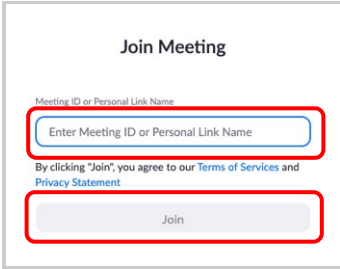 Join Meeting
Meeting ID or Personal Link Name
Enter Meeting ID or Personal Link Name
By clicking "Join", you agree to our Terms of Services and
Privacy Statement
Join